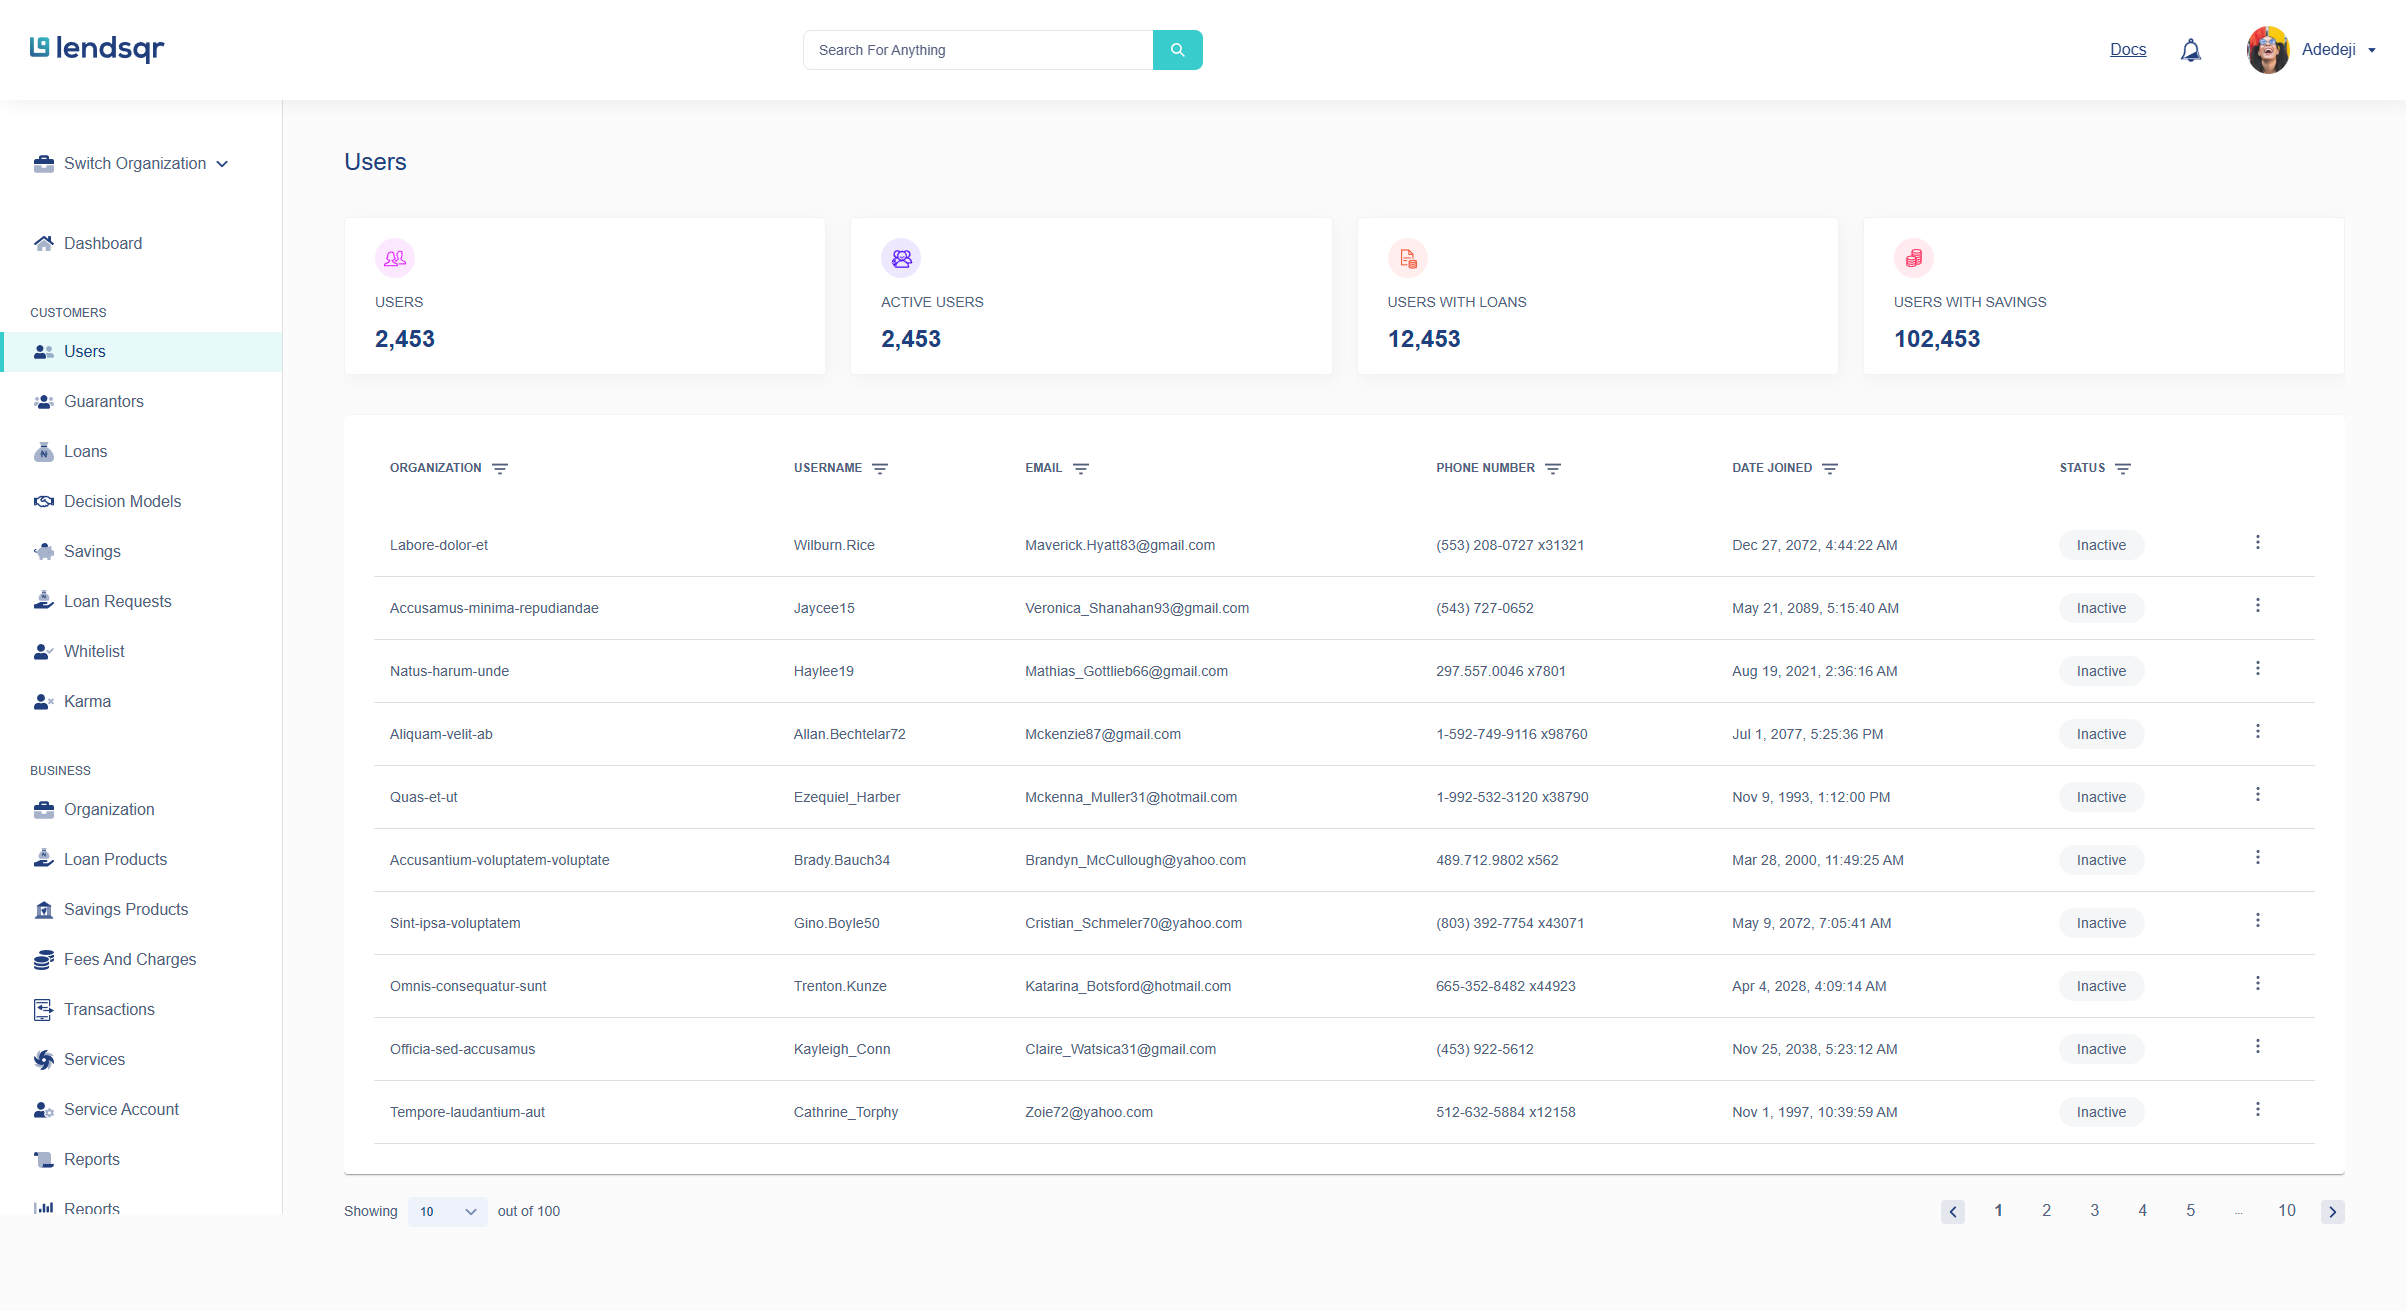 lendsqr
Search For Anything
Docs
Adedeji
Switch Organization
Dashboard
CUSTOMERS
Users
Guarantors
Loans
Decision Models
Savings
Loan Requests
Whitelist
Karma
BUSINESS
Organization
Loan Products
Savings Products
Fees And Charges
Transactions
Services
Service Account
Reports
Reports
Users
USERS
2,453
ACTIVE USERS
2,453
USERS WITH LOANS
12,453
USERS WITH SAVINGS
102,453
ORGANIZATION USERNAME EMAIL PHONE NUMBER DATE JOINED STATUS
Labore-dolor-et Wilburn.Rice Maverick.Hyatt83@gmail.com (553) 208-0727 x31321 Dec 27, 2072, 4:44:22 AM Inactive
Accusamus-minima-repudiandae Jaycee15 Veronica_Shanahan93@gmail.com (543) 727-0652 May 21, 2089, 5:15:40 AM Inactive
Natus-harum-unde Haylee19 Mathias_Gottlieb66@gmail.com 297.557.0046 x7801 Aug 19, 2021, 2:36:16 AM Inactive
Aliquam-velit-ab Allan.Bechtelar72 Mckenzie87@gmail.com 1-592-749-9116 x98760 Jul 1, 2077, 5:25:36 PM Inactive
Quas-et-ut Ezequiel_Harber Mckenna_Muller31@hotmail.com 1-992-532-3120 x38790 Nov 9, 1993, 1:12:00 PM Inactive
Accusantium-voluptatem-voluptate Brady.Bauch34 Brandyn_McCullough@yahoo.com 489.712.9802 x562 Mar 28, 2000, 11:49:25 AM Inactive
Sint-ipsa-voluptatem Gino.Boyle50 Cristian_Schmeler70@yahoo.com (803) 392-7754 x43071 May 9, 2072, 7:05:41 AM Inactive
Omnis-consequatur-sunt Trenton.Kunze Katarina_Botsford@hotmail.com 665-352-8482 x44923 Apr 4, 2028, 4:09:14 AM Inactive
Officia-sed-accusamus Kayleigh_Conn Claire_Watsica31@gmail.com (453) 922-5612 Nov 25, 2038, 5:23:12 AM Inactive
Tempore-laudantium-aut Cathrine_Torphy Zoie72@yahoo.com 512-632-5884 x12158 Nov 1, 1997, 10:39:59 AM Inactive
Showing 10 out of 100
1 2 3 4 5 ... 10